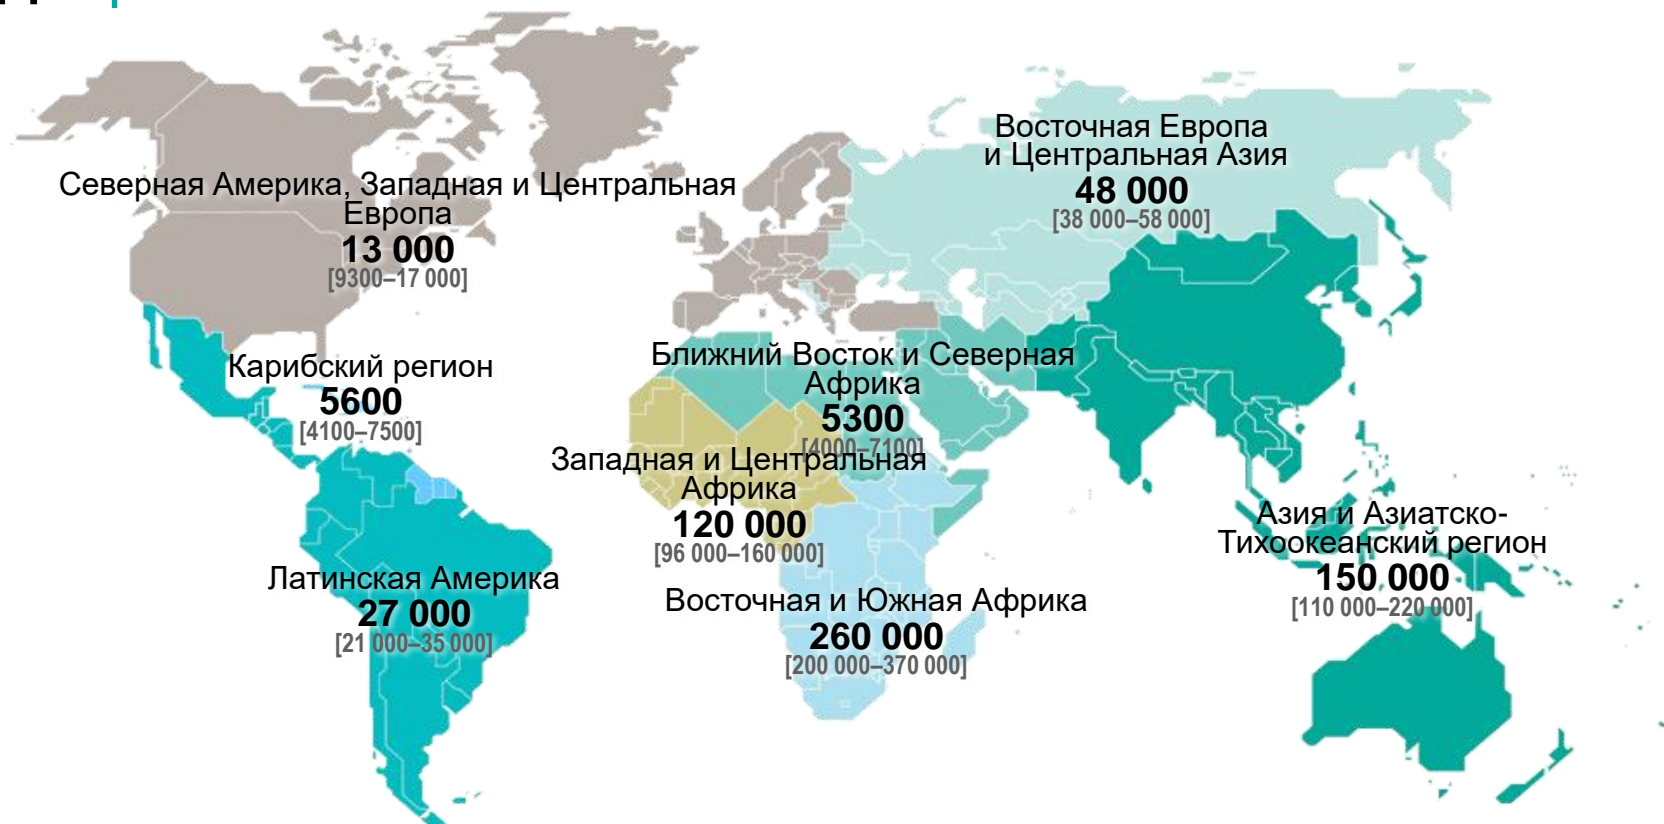 Восточная Европа
и Центральная Азия
48 000
[38 000–58 000]
Северная Америка, Западная и Центральная
Европа
13 000
[9300–17 000]
Карибский регион
5600
[4100–7500]
Ближний Восток и Северная
Африка
5300
[4000–7100]
Западная и Центральная
Африка
120 000
[96 000–160 000]
Азия и Азиатско-
Тихоокеанский регион
150 000
[110 000–220 000]
Латинская Америка
27 000
[21 000–35 000]
Восточная и Южная Африка
260 000
[200 000–370 000]